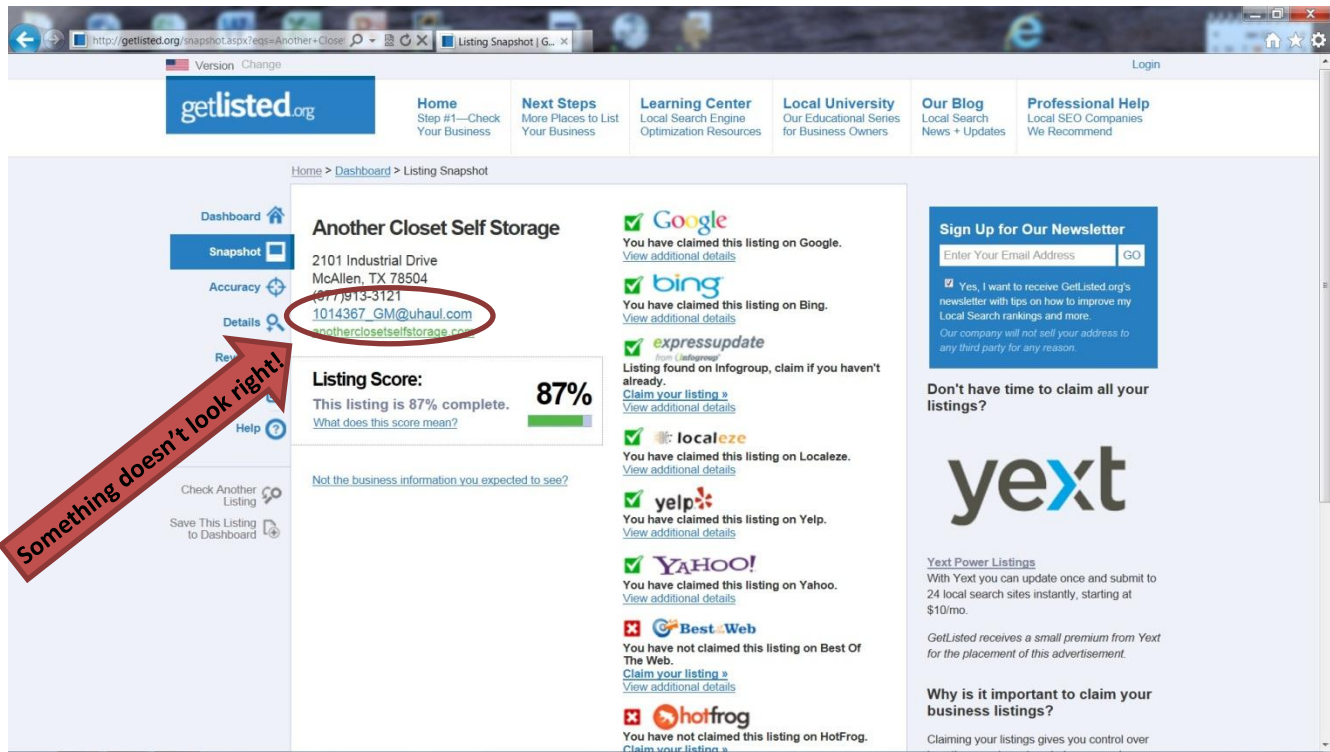 http://getlisted.org/snapshot.aspx?eqs=Another+Close
Listing Snapshot | G...
Version Change
Login
getlisted.org
Home
Step #1—Check
Your Business
Next Steps
More Places to List
Your Business
Learning Center
Local Search Engine
Optimization Resources
Local University
Our Educational Series
for Business Owners
Our Blog
Local Search
News + Updates
Professional Help
Local SEO Companies
We Recommend
Home > Dashboard > Listing Snapshot
Dashboard
Snapshot
Accuracy
Details
Rev
Help
Check Another
Listing
Save This Listing
to Dashboard
Something doesn't look right!
Another Closet Self Storage
2101 Industrial Drive
McAllen, TX 78504
(877)913-3121
1014367_GM@uhaul.com
anotherclosetselfstorage.com
Listing Score:
This listing is 87% complete.
What does this score mean?
87%
Not the business information you expected to see?
Google
You have claimed this listing on Google.
View additional details
bing
You have claimed this listing on Bing.
View additional details
expressupdate
from infogroup
Listing found on Infogroup, claim if you haven't
already.
Claim your listing »
View additional details
localeze
You have claimed this listing on Localeze.
View additional details
yelp
You have claimed this listing on Yelp.
View additional details
YAHOO!
You have claimed this listing on Yahoo.
View additional details
Best of the Web
You have not claimed this listing on Best Of
The Web.
Claim your listing »
View additional details
hotfrog
You have not claimed this listing on HotFrog.
Claim your listing »
Sign Up for Our Newsletter
Enter Your Email Address
GO
Yes, I want to receive GetListed.org's
newsletter with tips on how to improve my
Local Search rankings and more.
Our company will not sell your address to
any third party for any reason.
Don't have time to claim all your
listings?
yext
Yext Power Listings
With Yext you can update once and submit to
24 local search sites instantly, starting at
$10/mo.
GetListed receives a small premium from Yext
for the placement of this advertisement.
Why is it important to claim your
business listings?
Claiming your listings gives you control over